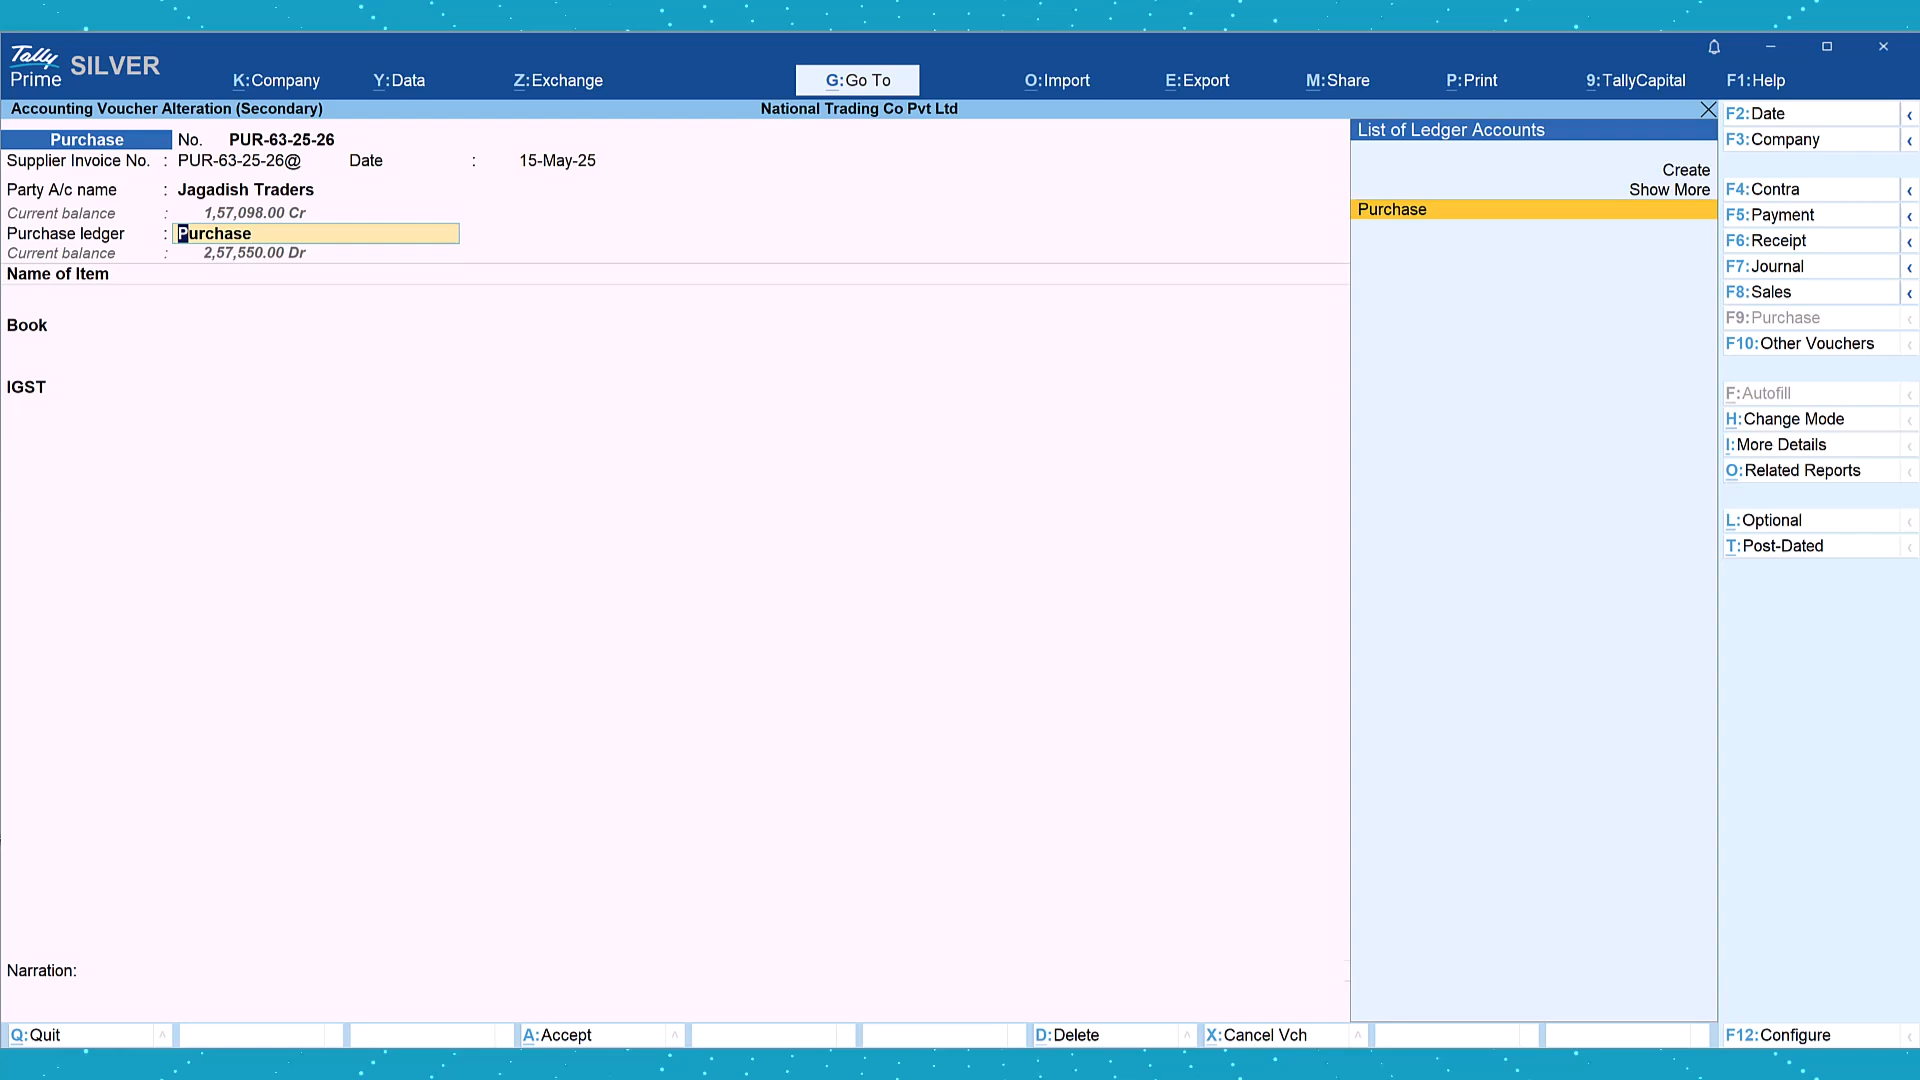 Tally
Prime SILVER
K:Company Y:Data Z:Exchange G:Go To O:Import E:Export M:Share P:Print 9:TallyCapital F1:Help
Accounting Voucher Alteration (Secondary) National Trading Co Pvt Ltd
Purchase No. PUR-63-25-26
Supplier Invoice No. : PUR-63-25-26@ Date : 15-May-25
Party A/c name : Jagadish Traders
Current balance : 1,57,098.00 Cr
Purchase ledger : Purchase
Current balance : 2,57,550.00 Dr
Name of Item
Book
IGST
Narration:
List of Ledger Accounts
Create
Show More
Purchase
F2:Date
F3:Company
F4:Contra
F5:Payment
F6:Receipt
F7:Journal
F8:Sales
F9:Purchase
F10:Other Vouchers
F:Autofill
H:Change Mode
I:More Details
O:Related Reports
L:Optional
T:Post-Dated
Q:Quit A:Accept D:Delete X:Cancel Vch F12:Configure